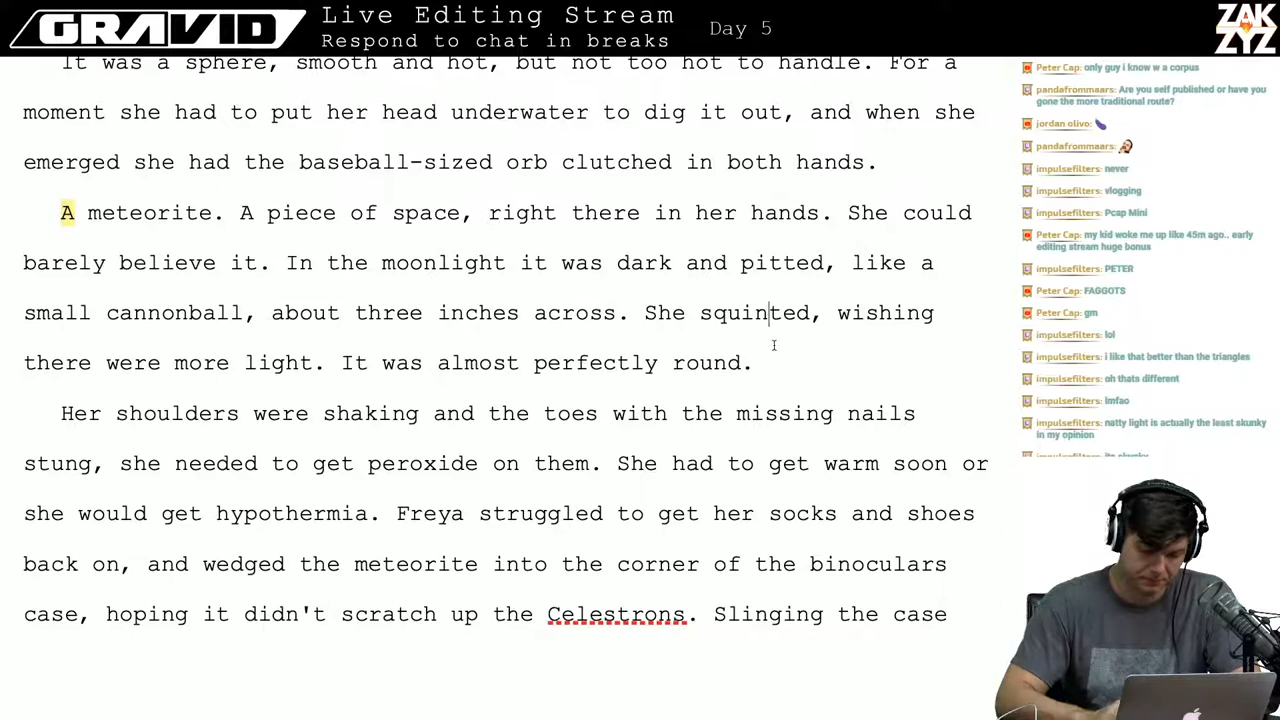 GRAVID
Live Editing Stream
Respond to chat in breaks
Day 5
ZAK
ZYZ
It was a sphere, smooth and hot, but not too hot to handle. For a
moment she had to put her head underwater to dig it out, and when she
emerged she had the baseball-sized orb clutched in both hands.
A meteorite. A piece of space, right there in her hands. She could
barely believe it. In the moonlight it was dark and pitted, like a
small cannonball, about three inches across. She squinted, wishing
there were more light. It was almost perfectly round.
Her shoulders were shaking and the toes with the missing nails
stung, she needed to get peroxide on them. She had to get warm soon or
she would get hypothermia. Freya struggled to get her socks and shoes
back on, and wedged the meteorite into the corner of the binoculars
case, hoping it didn't scratch up the Celestrons. Slinging the case
Peter Cap: only guy i know w a corpus
pandafrommaars: Are you self published or have you
gone the more traditional route?
jordan olivo:
pandafrommaars:
impulsefilters: never
impulsefilters: vlogging
impulsefilters: Pcap Mini
Peter Cap: my kid woke me up like 45m ago.. early
editing stream huge bonus
impulsefilters: PETER
Peter Cap: FAGGOTS
Peter Cap: gm
impulsefilters: lol
impulsefilters: i like that better than the triangles
impulsefilters: oh thats different
impulsefilters: lmfao
impulsefilters: natty light is actually the least skunky
in my opinion